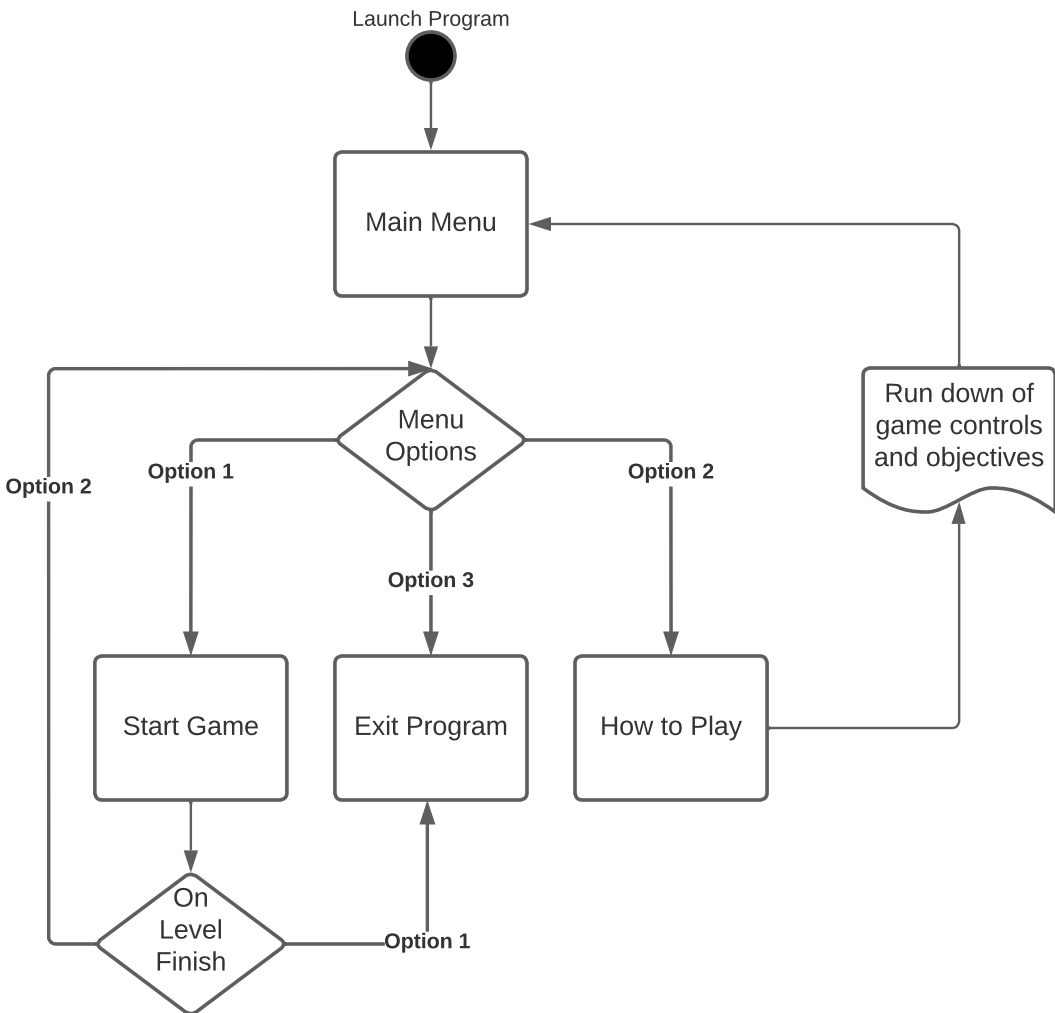 Launch Program
Main Menu
Menu
Options
Run down of
game controls
and objectives
Option 1
Option 2
Option 2
Option 3
Start Game
Exit Program
How to Play
On
Level
Finish
Option 1